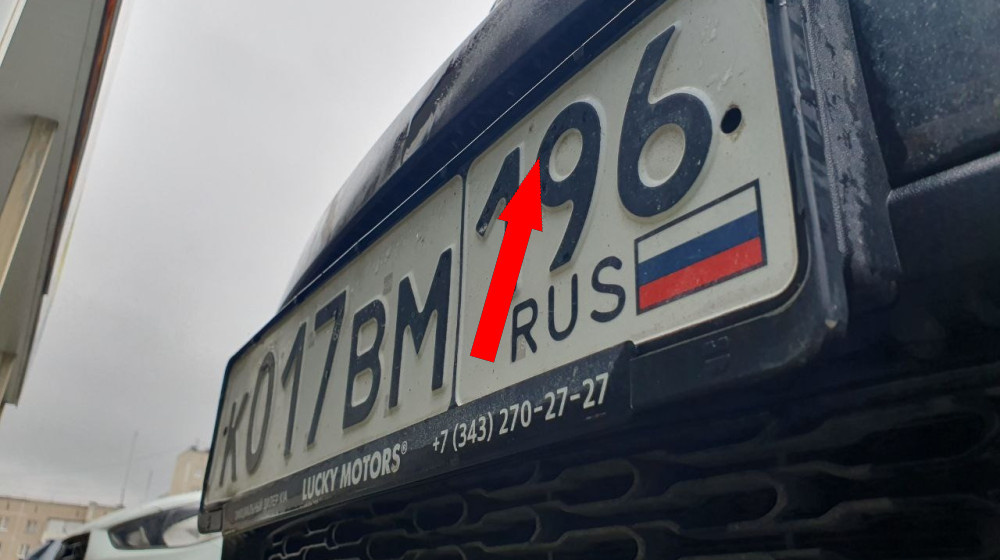 К017ВМ 196
RUS
LUCKY MOTORS® +7 (343) 270-27-27